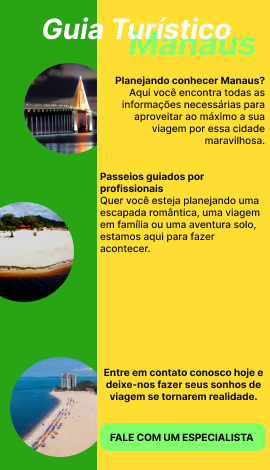 Guia Turístico
Manaus
Planejando conhecer Manaus?
Aqui você encontra todas as
informações necessárias para
aproveitar ao máximo a sua
viagem por essa cidade
maravilhosa.
Passeios guiados por
profissionais
Quer você esteja planejando uma
escapada romântica, uma viagem
em família ou uma aventura solo,
estamos aqui para fazer
acontecer.
Entre em contato conosco hoje e
deixe-nos fazer seus sonhos de
viagem se tornarem realidade.
FALE COM UM ESPECIALISTA